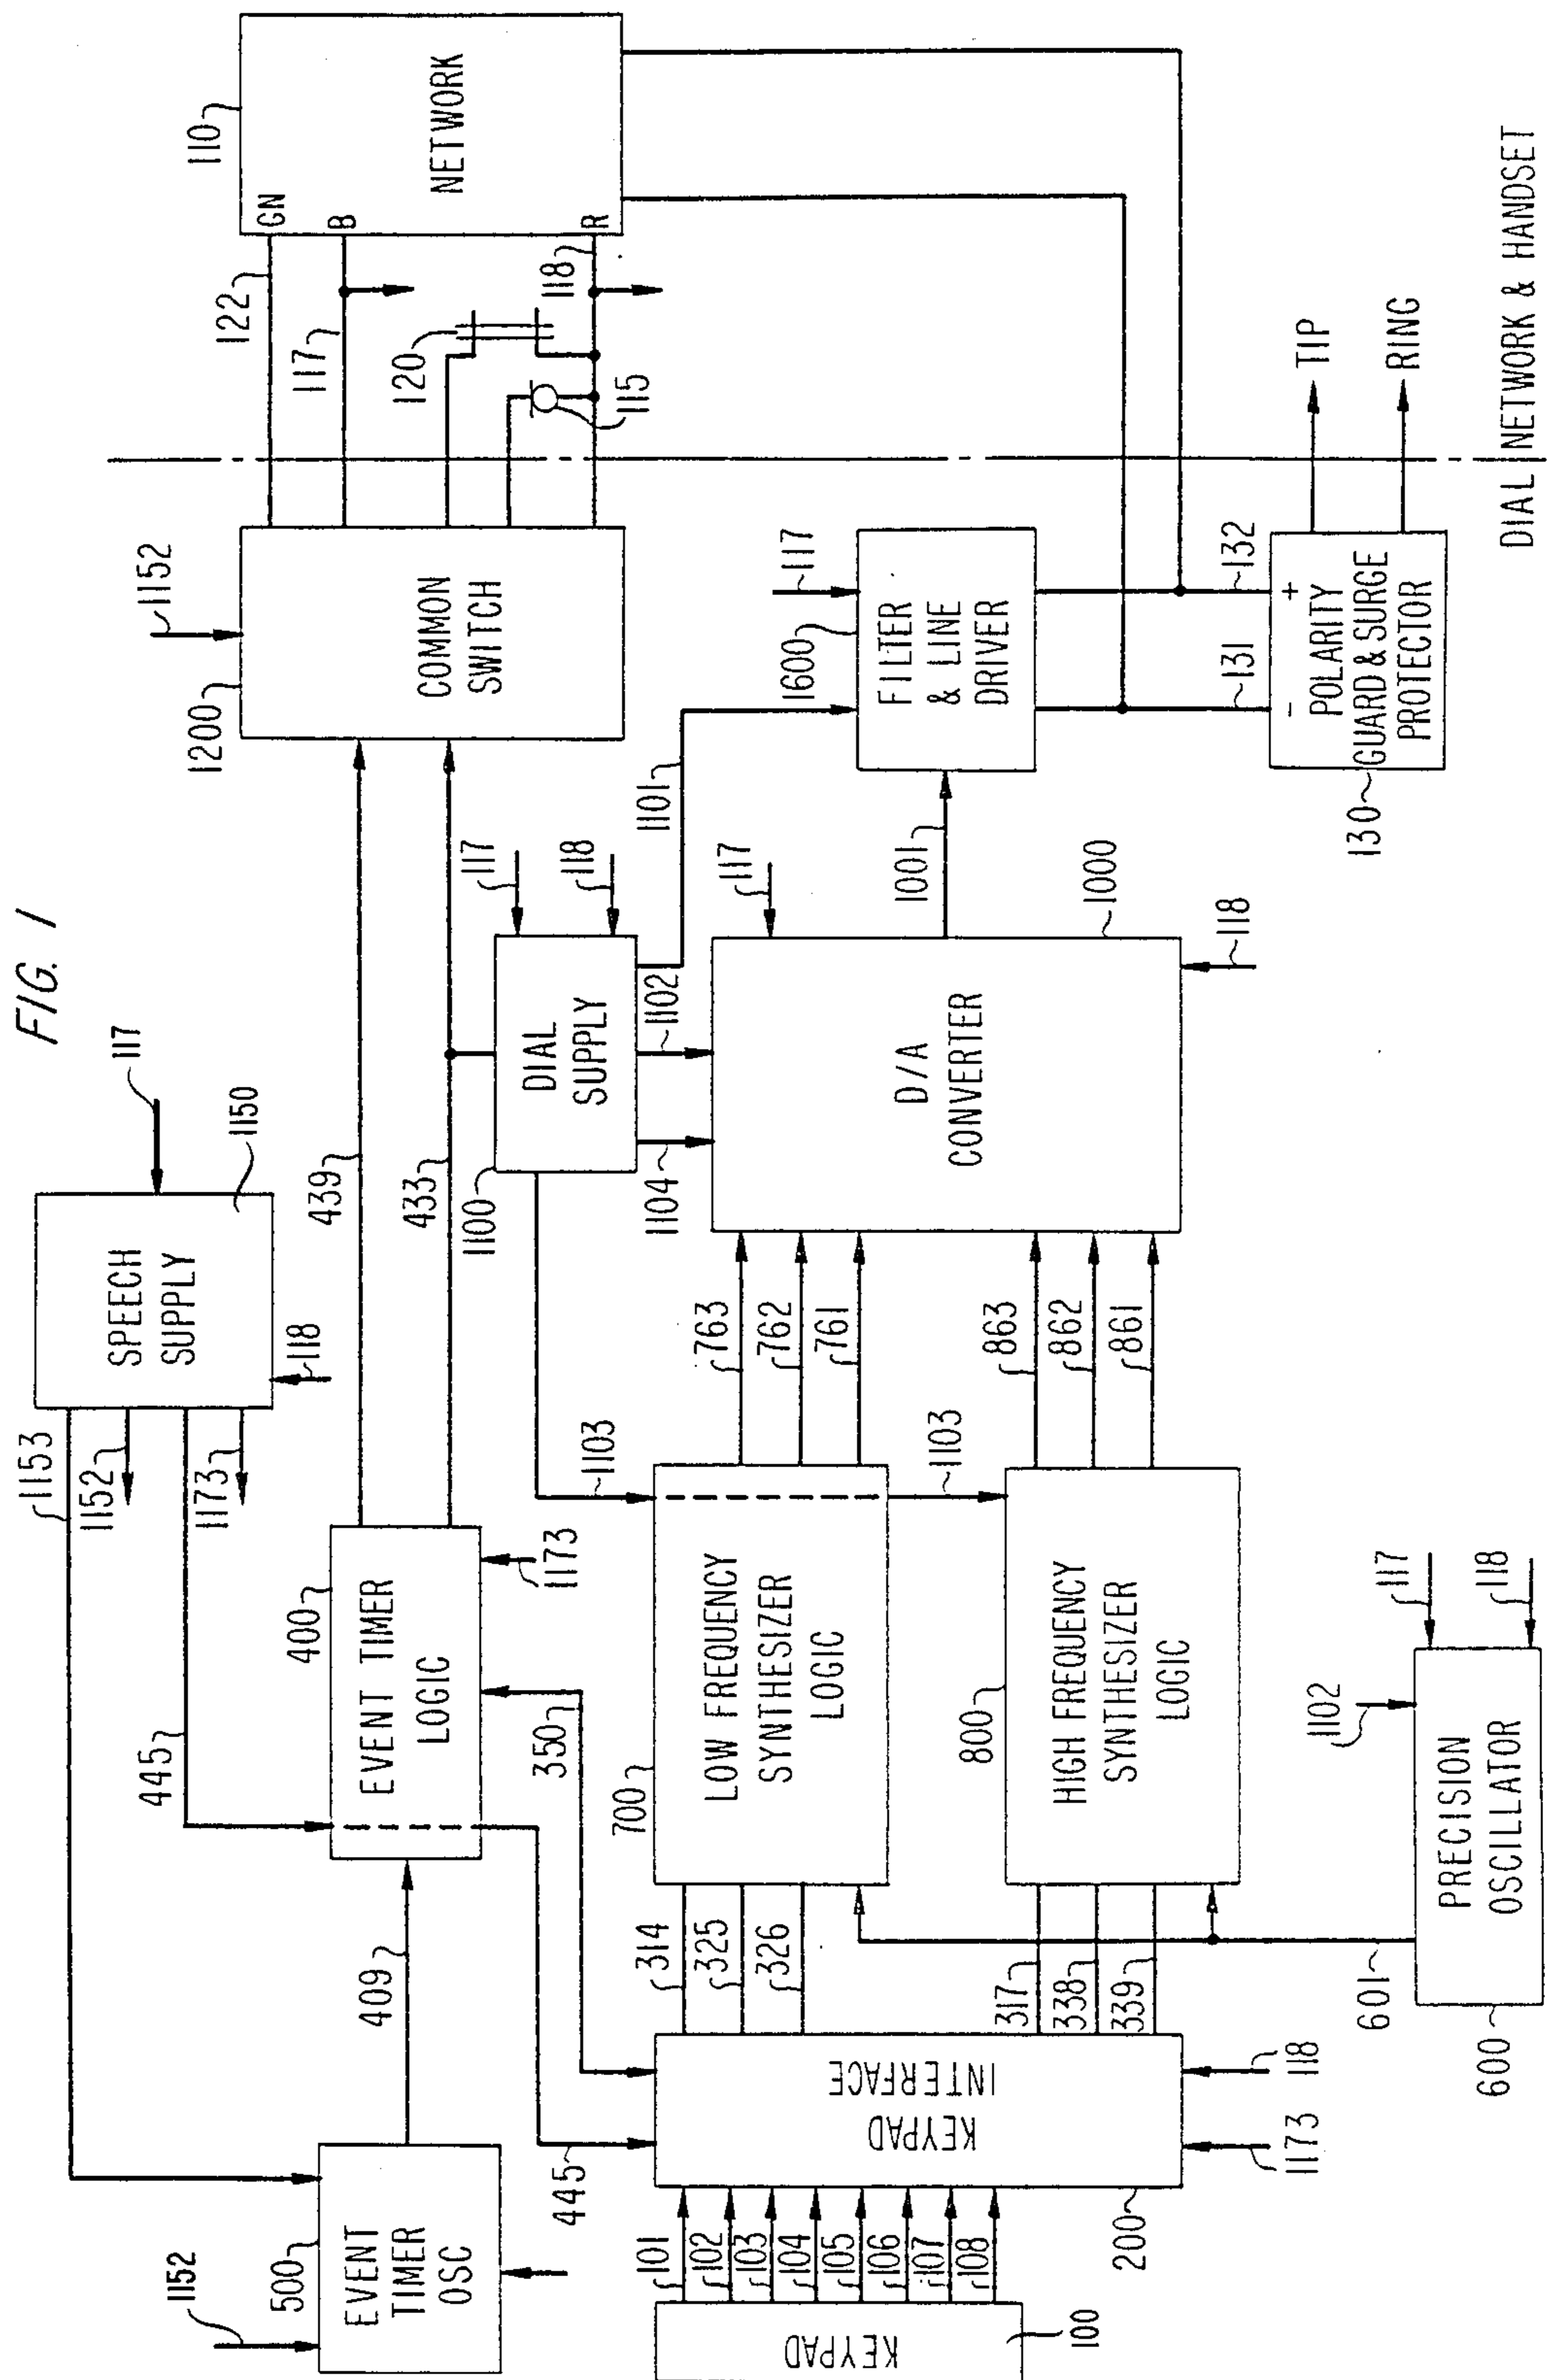 FIG. 1
1152
500
EVENT
TIMER
OSC
409
1153
1152
445
1173
SPEECH
SUPPLY
1150
117
118
400
EVENT TIMER
LOGIC
1173
350
445
439
433
1200
COMMON
SWITCH
1152
122
117
120
115
118
GN
B
R
NETWORK
110
1100
DIAL
SUPPLY
117
118
1101
1102
1104
1103
1103
KEYPAD
100
101
102
103
104
105
106
107
108
KEYPAD
INTERFACE
200
1173
118
314
325
326
317
338
339
700
LOW FREQUENCY
SYNTHESIZER
LOGIC
800
HIGH FREQUENCY
SYNTHESIZER
LOGIC
763
762
761
863
862
861
D/A
CONVERTER
1000
117
118
1001
1600
FILTER
& LINE
DRIVER
117
131
132
-
+
POLARITY
GUARD & SURGE
PROTECTOR
130
TIP
RING
DIAL
NETWORK & HANDSET
600
PRECISION
OSCILLATOR
601
1102
117
118